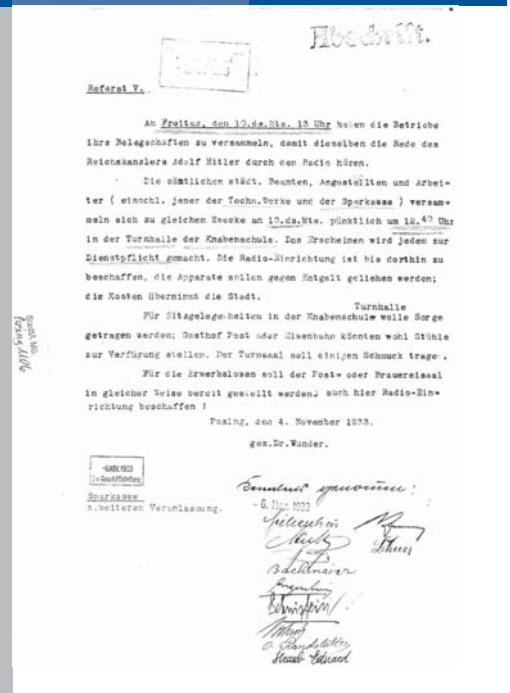 Abschrift.
Referat V.
Am Freitag, den 10.ds.Mts. 13 Uhr haben die Betriebe
ihre Belegschaften zu versammeln, damit dieselben die Rede des
Reichskanzlers Adolf Hitler durch den Radio hören.
Die sämtlichen städt. Beamten, Angestellten und Arbei-
ter ( einschl. jener der Techn.Werke und der Sparkasse ) versam-
meln sich zu gleichem Zwecke am 10.ds.Mts. pünktlich um 12.40 Uhr
in der Turnhalle der Knabenschule. Das Erscheinen wird jedem zur
Dienstpflicht gemacht. Die Radio-Einrichtung ist bis dorthin zu
beschaffen, die Apparate sollen gegen Entgelt geliehen werden;
die Kosten übernimmt die Stadt.
Turnhalle
Für Sitzgelegenheiten in der Knabenschule wolle Sorge
getragen werden; Gasthof Post oder Eisenbahn könnten wohl Stühle
zur Verfügung stellen. Der Turnsaal soll einigen Schmuck tragen.
Für die Erwerbslosen soll der Post- oder Brauereisaal
in gleicher Weise bereit gestellt werden; auch hier Radio-Ein-
richtung beschaffen !
Pasing, den 4. November 1933.
gez.Dr.Wunder.
-6.NOV.1933
Sparkasse
z.weiteren Veranlassung.
Kenntnis genommen:
- 6. Nov. 1933
Bachmaier
Straub Eduard